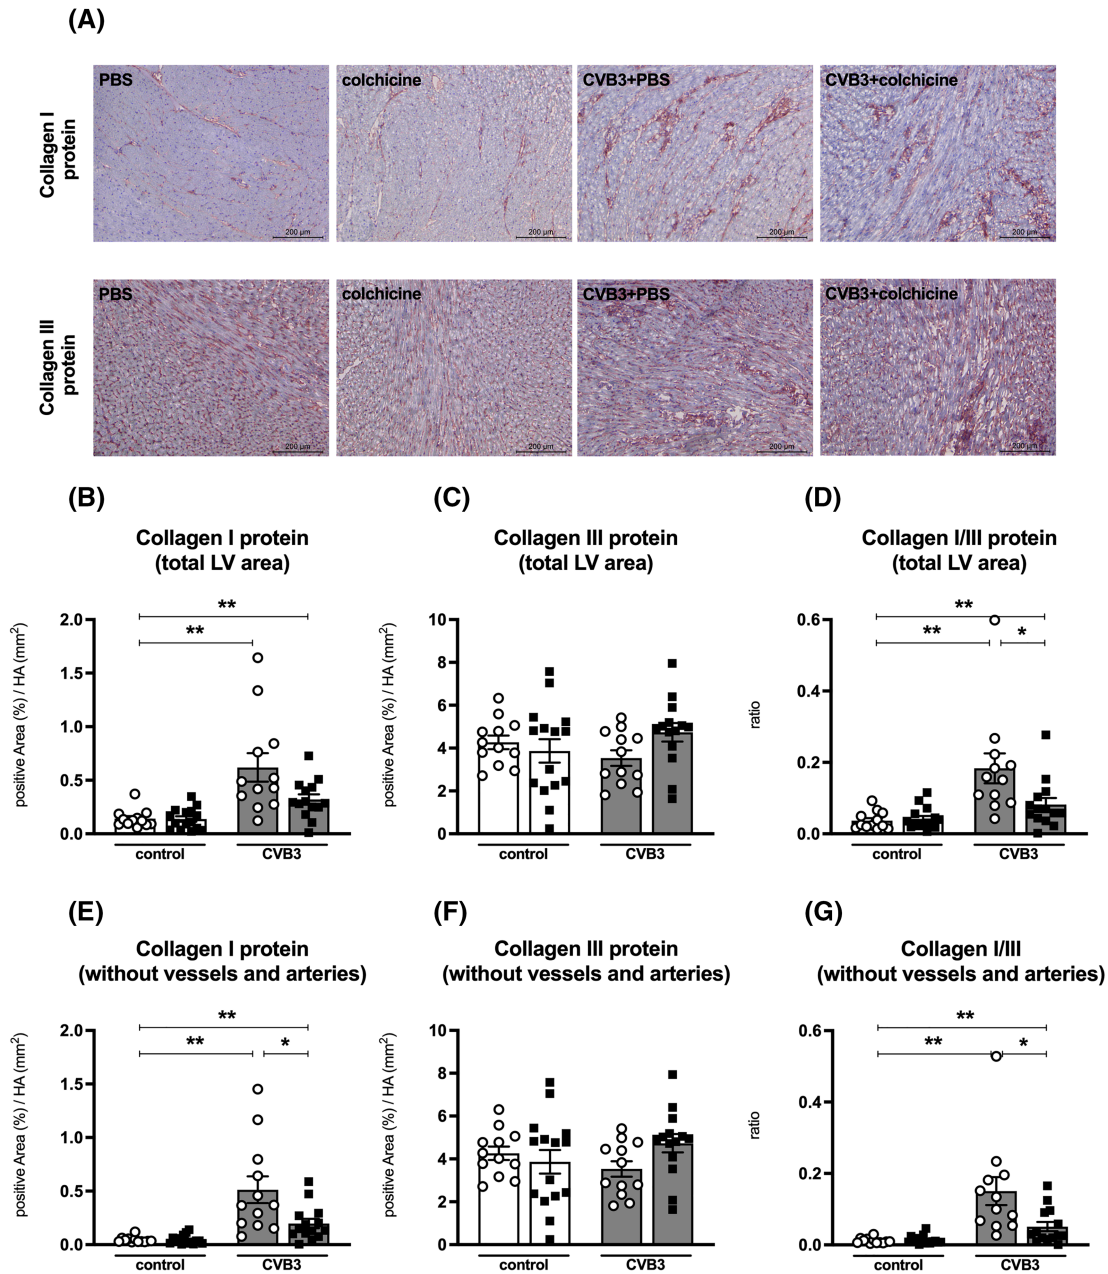 (A)
PBS
colchicine
CVB3+PBS
CVB3+colchicine
Collagen I
protein
200 µm
200 µm
200 µm
200 µm
PBS
colchicine
CVB3+PBS
CVB3+colchicine
Collagen III
protein
200 µm
200 µm
200 µm
200 µm
(B)
Collagen I protein
(total LV area)
positive Area (%) / HA (mm²)
2.0
1.5
1.0
0.5
0.0
**
**
control
CVB3
(C)
Collagen III protein
(total LV area)
positive Area (%) / HA (mm²)
10
8
6
4
2
0
control
CVB3
(D)
Collagen I/III protein
(total LV area)
ratio
0.6
0.4
0.2
0.0
**
**
*
control
CVB3
(E)
Collagen I protein
(without vessels and arteries)
positive Area (%) / HA (mm²)
2.0
1.5
1.0
0.5
0.0
**
**
*
control
CVB3
(F)
Collagen III protein
(without vessels and arteries)
positive Area (%) / HA (mm²)
10
8
6
4
2
0
control
CVB3
(G)
Collagen I/III
(without vessels and arteries)
ratio
0.6
0.4
0.2
0.0
**
**
*
control
CVB3